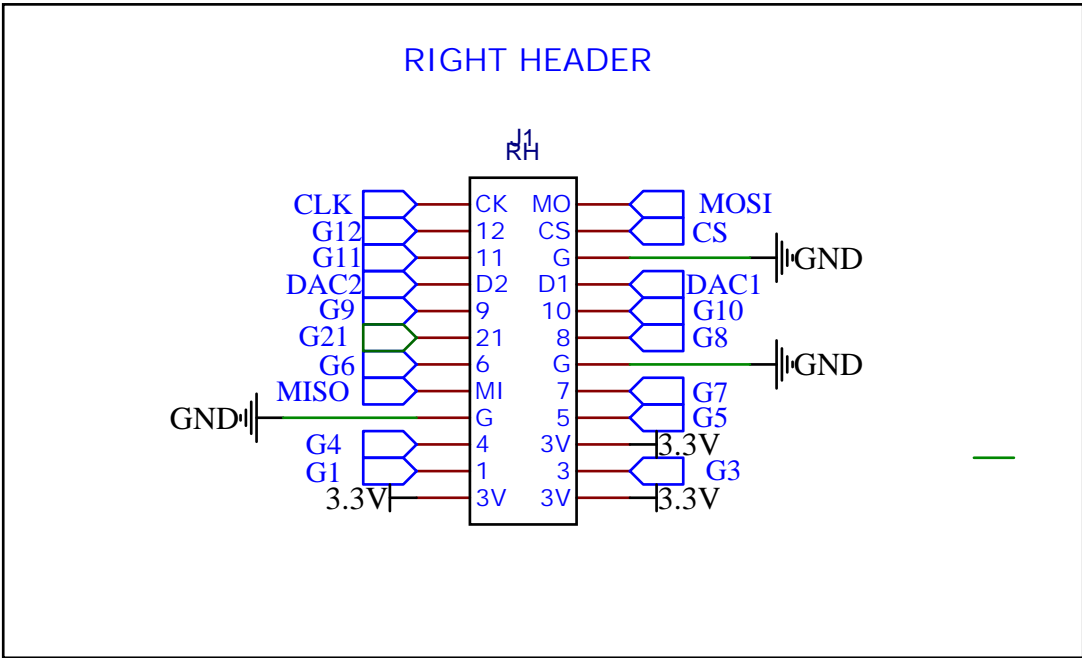 RIGHT HEADER
J1
RH
CLK CK MO MOSI
G12 12 CS CS
G11 11 G GND
DAC2 D2 D1 DAC1
G9 9 10 G10
G21 21 8 G8
G6 6 G GND
MISO MI 7 G7
GND G 5 G5
G4 4 3V 3.3V
G1 1 3 G3
3.3V 3V 3V 3.3V